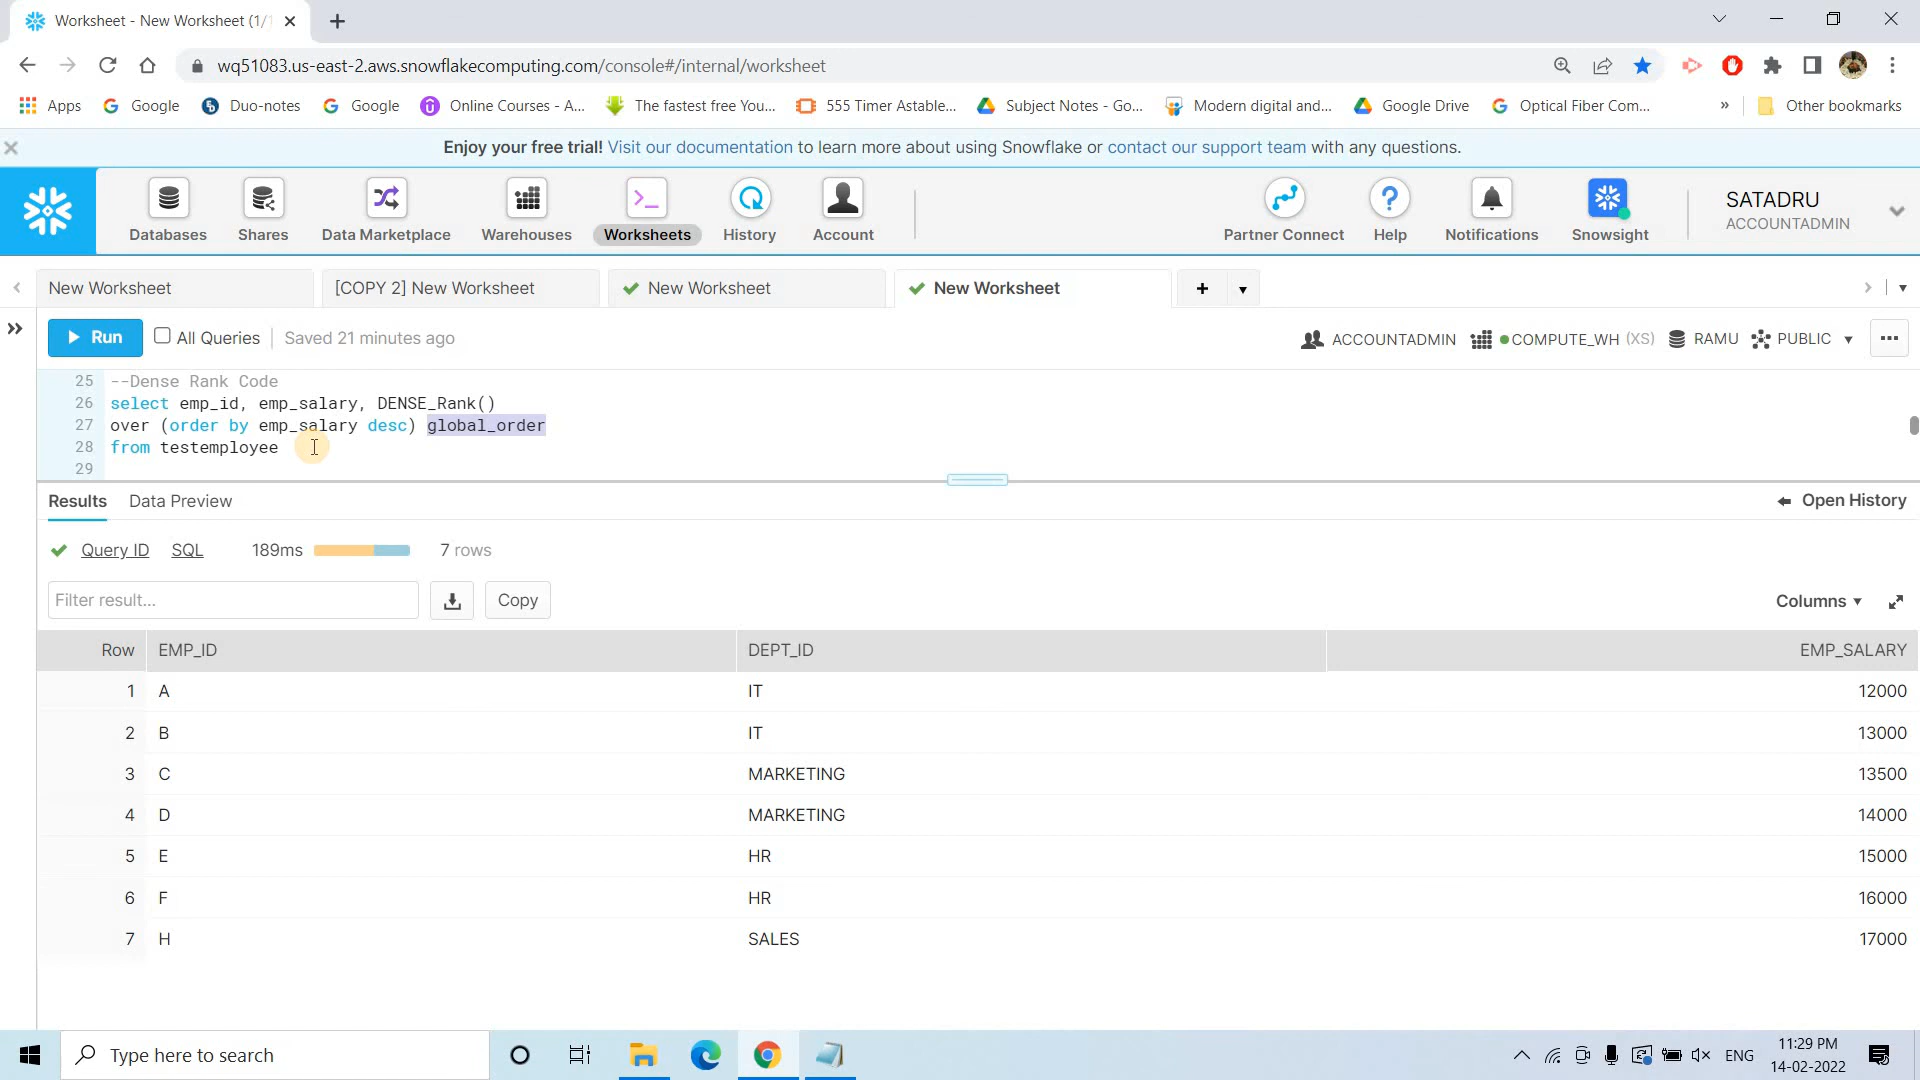 Worksheet - New Worksheet (1/1
wq51083.us-east-2.aws.snowflakecomputing.com/console#/internal/worksheet
Apps Google Duo-notes Google Online Courses - A... The fastest free You... 555 Timer Astable... Subject Notes - Go... Modern digital and... Google Drive Optical Fiber Com... » Other bookmarks
Enjoy your free trial! Visit our documentation to learn more about using Snowflake or contact our support team with any questions.
Databases Shares Data Marketplace Warehouses Worksheets History Account Partner Connect Help Notifications Snowsight
SATADRU
ACCOUNTADMIN
New Worksheet [COPY 2] New Worksheet New Worksheet New Worksheet
Run All Queries Saved 21 minutes ago ACCOUNTADMIN COMPUTE_WH (XS) RAMU PUBLIC
25 --Dense Rank Code
26 select emp_id, emp_salary, DENSE_Rank()
27 over (order by emp_salary desc) global_order
28 from testemployee
29
Results Data Preview Open History
Query ID SQL 189ms 7 rows
Filter result... Copy Columns
Row EMP_ID DEPT_ID EMP_SALARY
1 A IT 12000
2 B IT 13000
3 C MARKETING 13500
4 D MARKETING 14000
5 E HR 15000
6 F HR 16000
7 H SALES 17000
Type here to search ENG
11:29 PM
14-02-2022